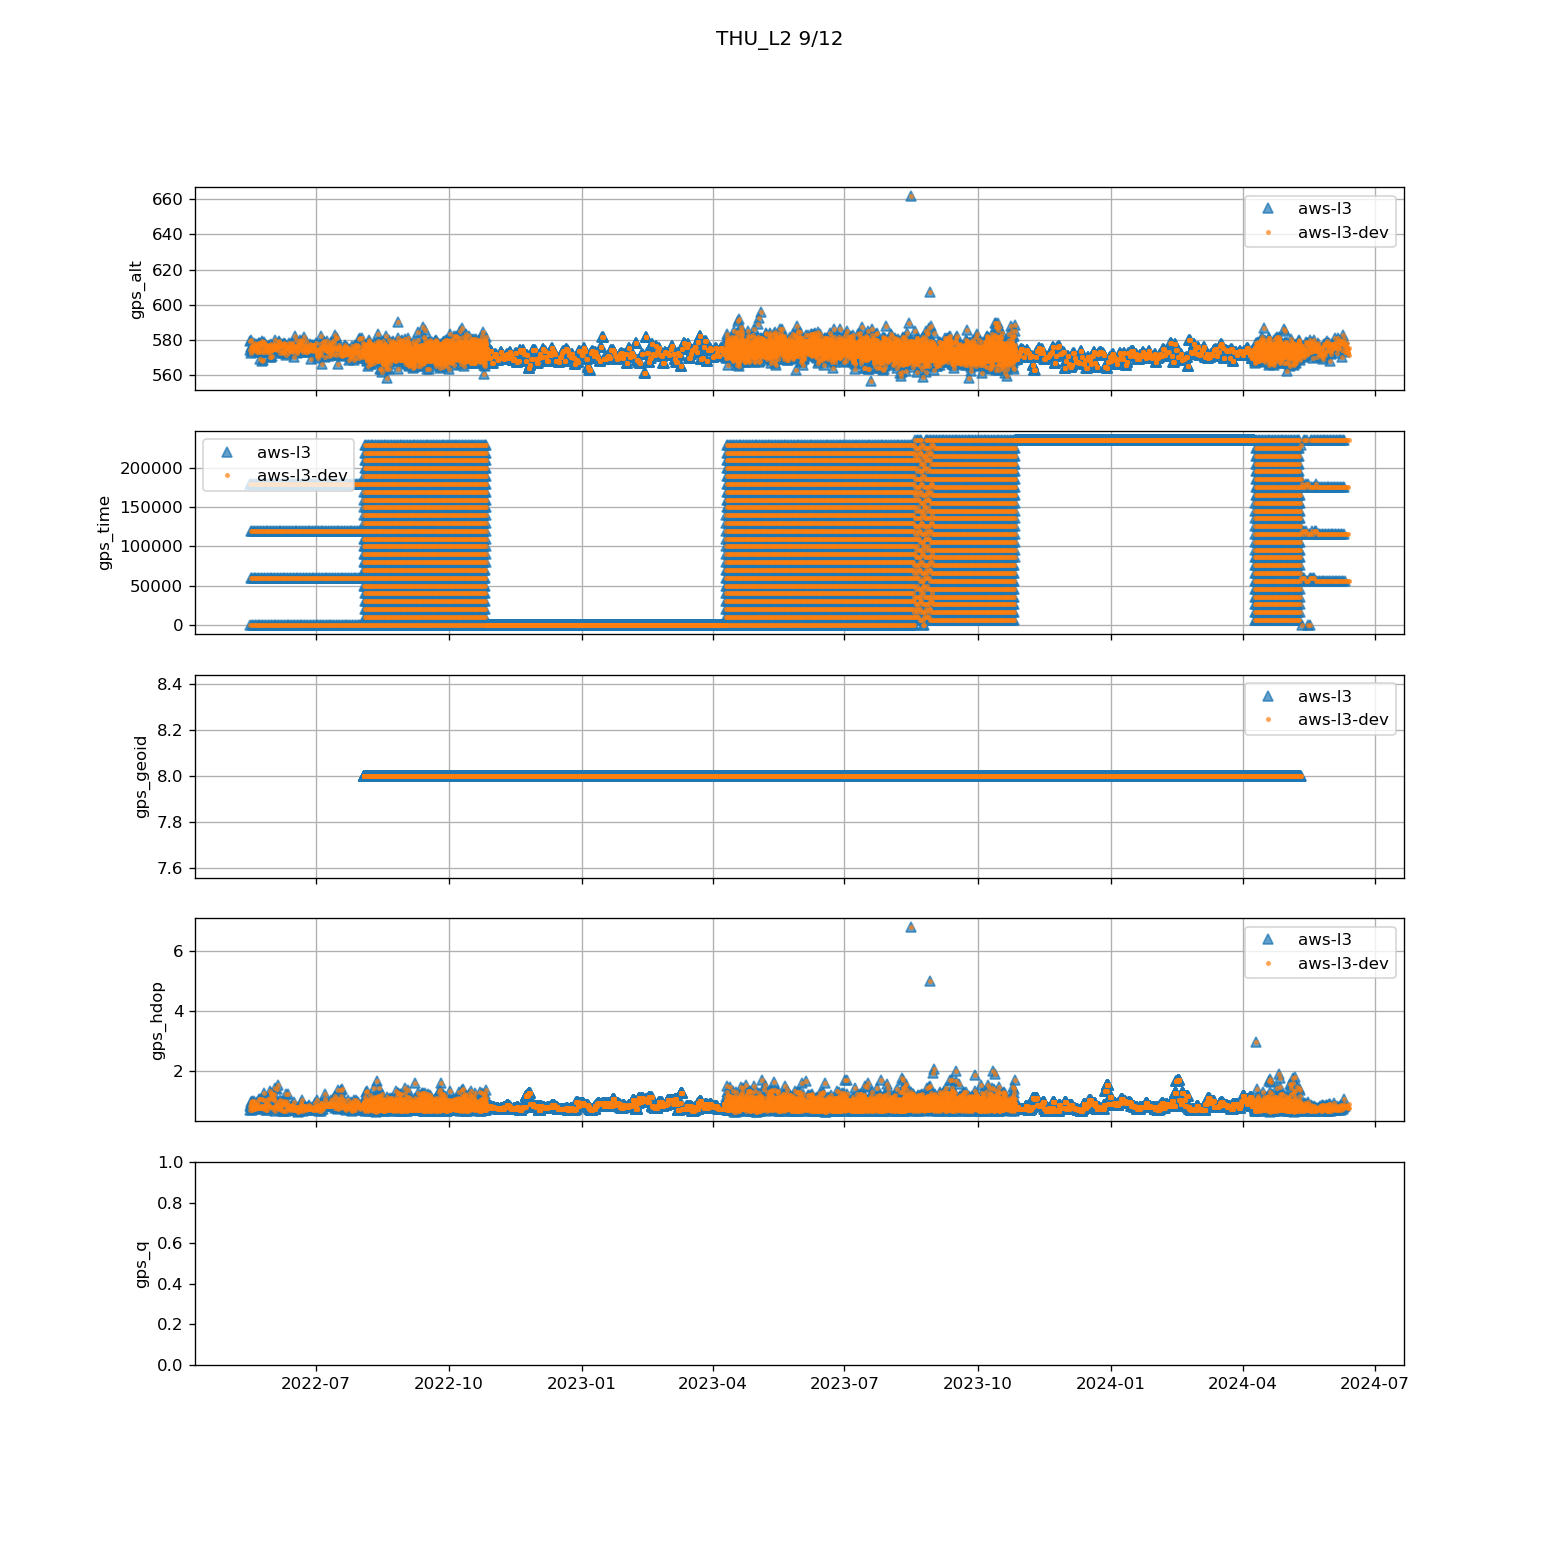 THU_L2 9/12
660
640
620
600
580
560
gps_alt
aws-l3
aws-l3-dev
200000
150000
100000
50000
0
gps_time
aws-l3
aws-l3-dev
8.4
8.2
8.0
7.8
7.6
gps_geoid
aws-l3
aws-l3-dev
6
4
2
gps_hdop
aws-l3
aws-l3-dev
1.0
0.8
0.6
0.4
0.2
0.0
gps_q
2022-07 2022-10 2023-01 2023-04 2023-07 2023-10 2024-01 2024-04 2024-07